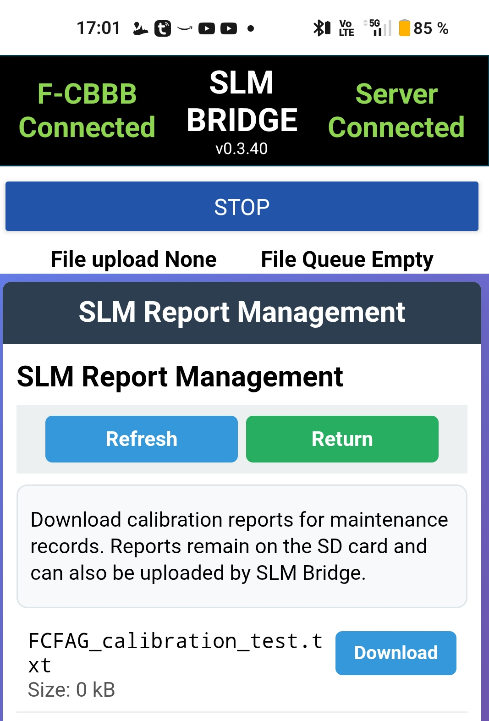 17:01 Vo LTE 5G 85 %
F-CBBB Connected
SLM BRIDGE
v0.3.40
Server Connected
STOP
File upload None File Queue Empty
SLM Report Management
SLM Report Management
Refresh Return
Download calibration reports for maintenance
records. Reports remain on the SD card and
can also be uploaded by SLM Bridge.
FCFAG_calibration_test.t
xt
Download
Size: 0 kB